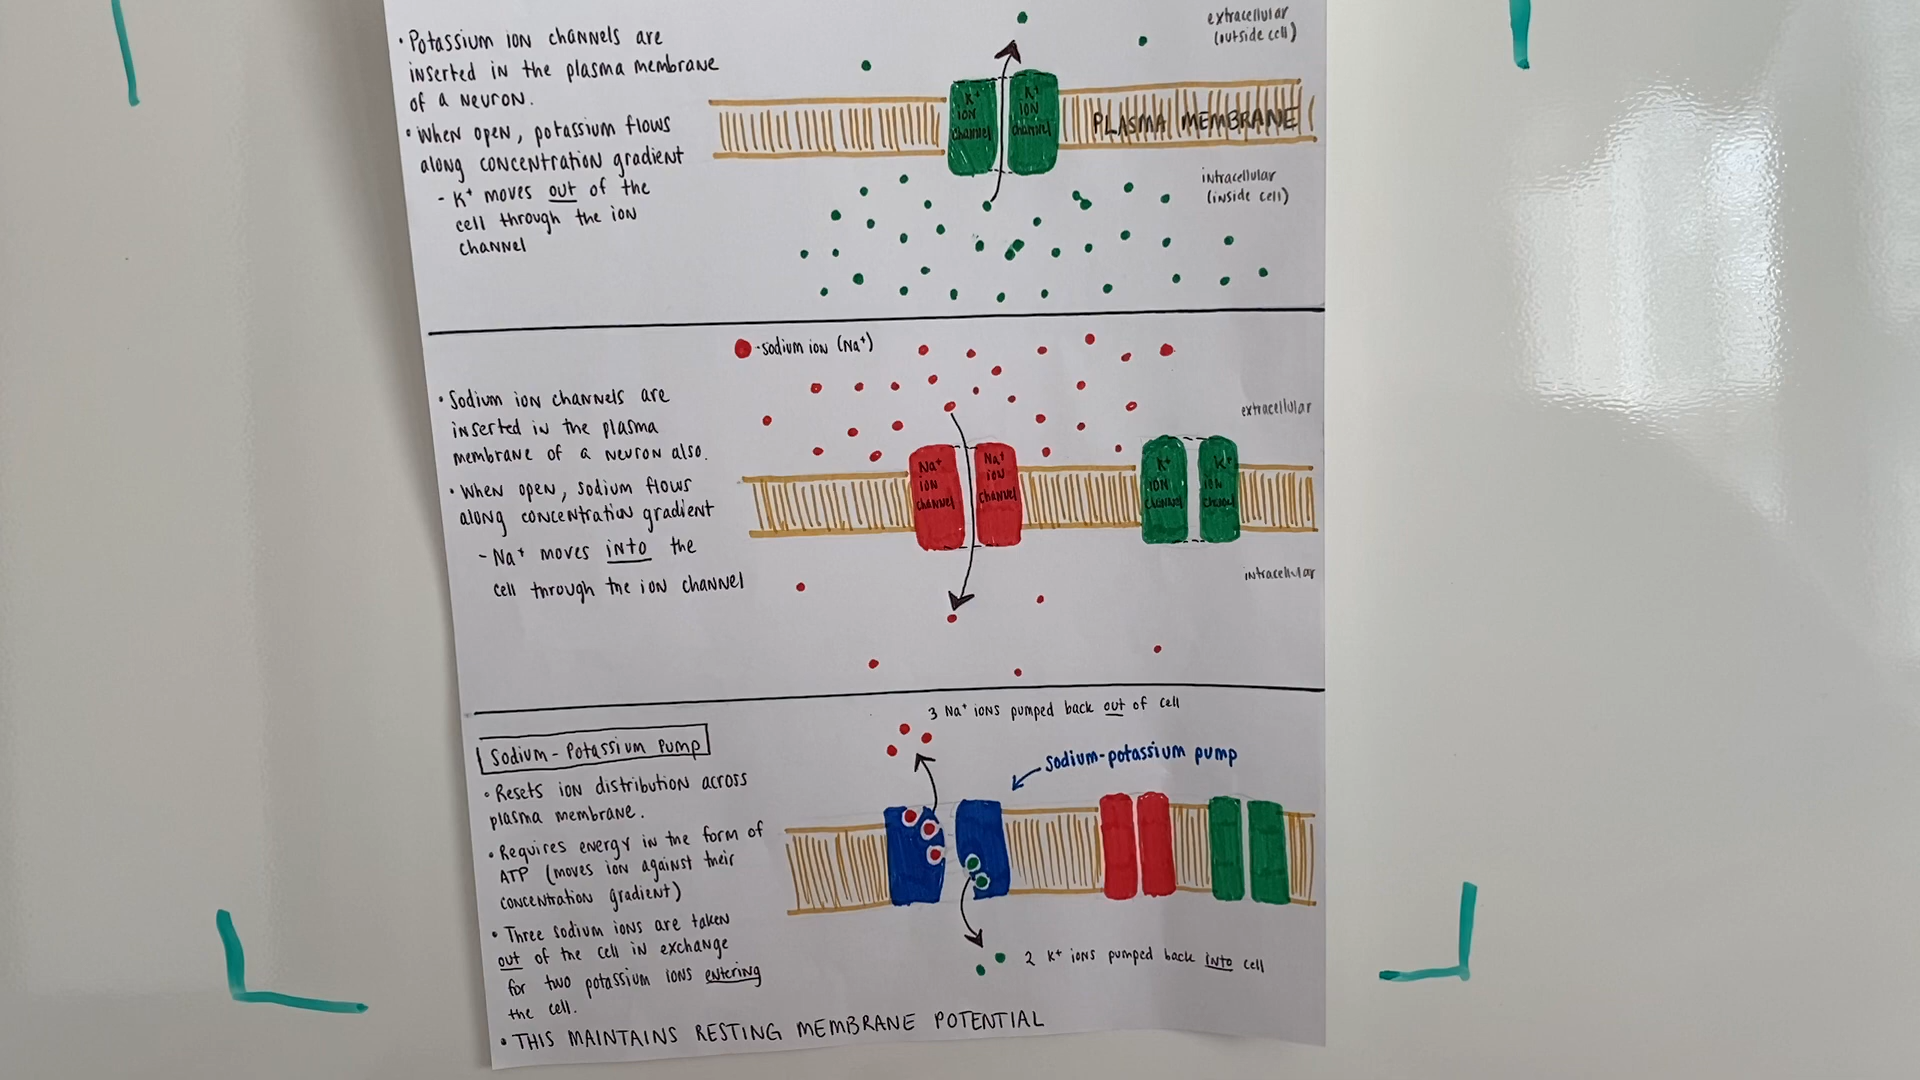 • Potassium ion channels are
inserted in the plasma membrane
of a neuron.
• When open, potassium flows
along concentration gradient
- K⁺ moves out of the
cell through the ion
channel
extracellular
(outside cell)
K⁺
ion
channel
K⁺
ion
channel
PLASMA MEMBRANE
intracellular
(inside cell)
- sodium ion (Na⁺)
• Sodium ion channels are
inserted in the plasma
membrane of a neuron also.
• When open, sodium flows
along concentration gradient
- Na⁺ moves into the
cell through the ion channel
extracellular
Na⁺
ion
channel
Na⁺
ion
channel
K⁺
ion
channel
K⁺
ion
channel
intracellular
3 Na⁺ ions pumped back out of cell
Sodium-Potassium Pump
• Resets ion distribution across
plasma membrane.
• Requires energy in the form of
ATP (moves ion against their
concentration gradient)
• Three sodium ions are taken
out of the cell in exchange
for two potassium ions entering
the cell.
• THIS MAINTAINS RESTING MEMBRANE POTENTIAL
sodium-potassium pump
2 K⁺ ions pumped back into cell